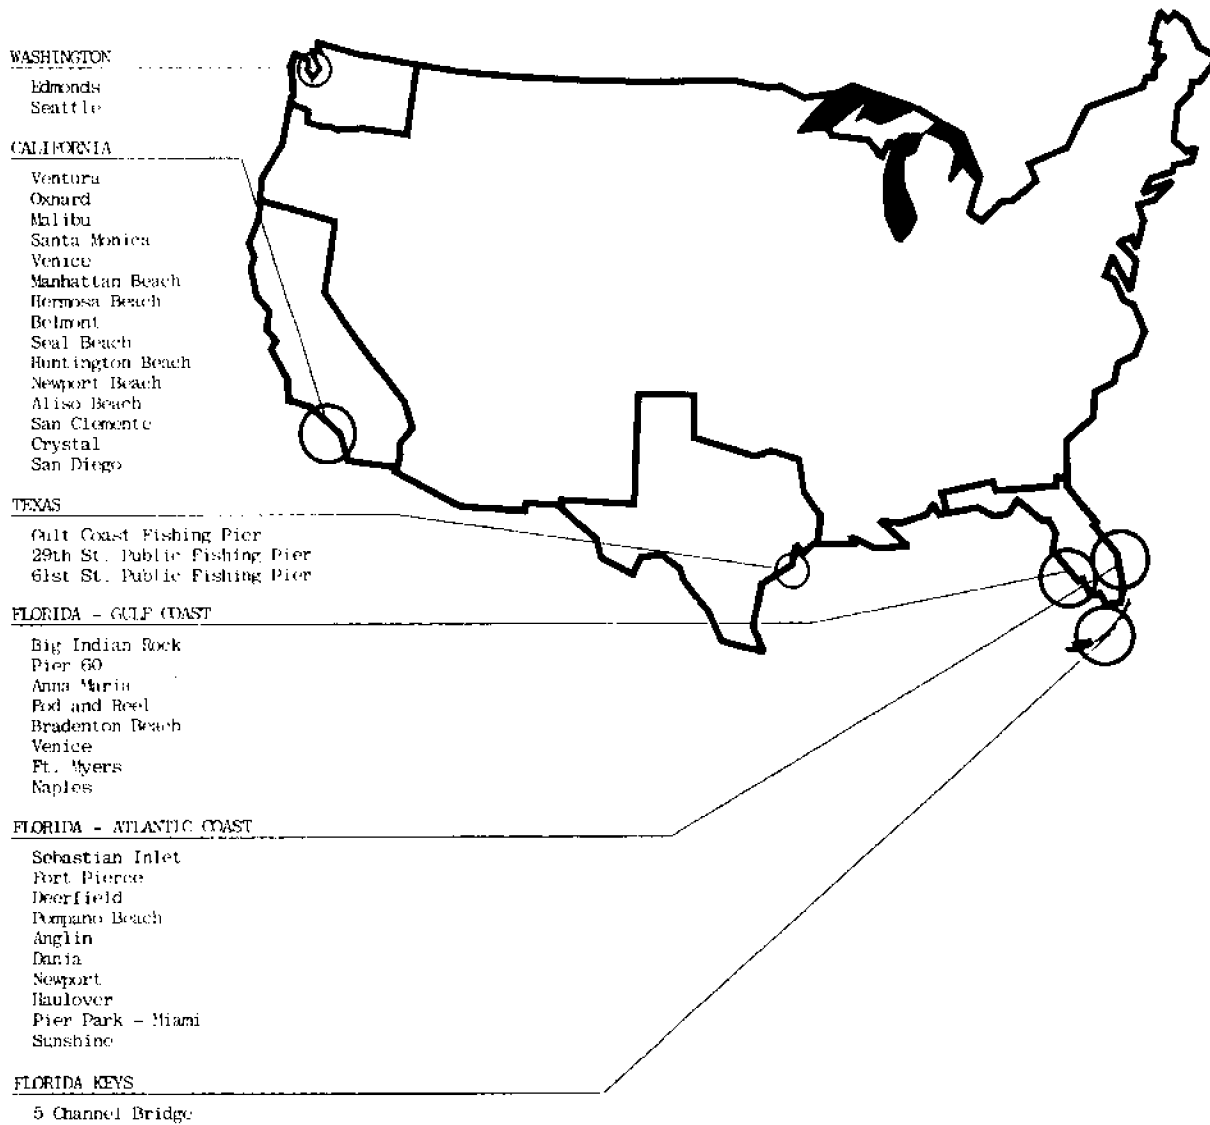 WASHINGTON
Edmonds
Seattle
CALIFORNIA
Ventura
Oxnard
Malibu
Santa Monica
Venice
Manhattan Beach
Hermosa Beach
Belmont
Seal Beach
Huntington Beach
Newport Beach
Aliso Beach
San Clemente
Crystal
San Diego
TEXAS
Gulf Coast Fishing Pier
29th St. Public Fishing Pier
61st St. Public Fishing Pier
FLORIDA - GULF COAST
Big Indian Rock
Pier 60
Anna Maria
Rod and Reel
Bradenton Beach
Venice
Ft. Myers
Naples
FLORIDA - ATLANTIC COAST
Sebastian Inlet
Fort Pierce
Deerfield
Pompano Beach
Anglin
Dania
Newport
Haulover
Pier Park - Miami
Sunshine
FLORIDA KEYS
5 Channel Bridge